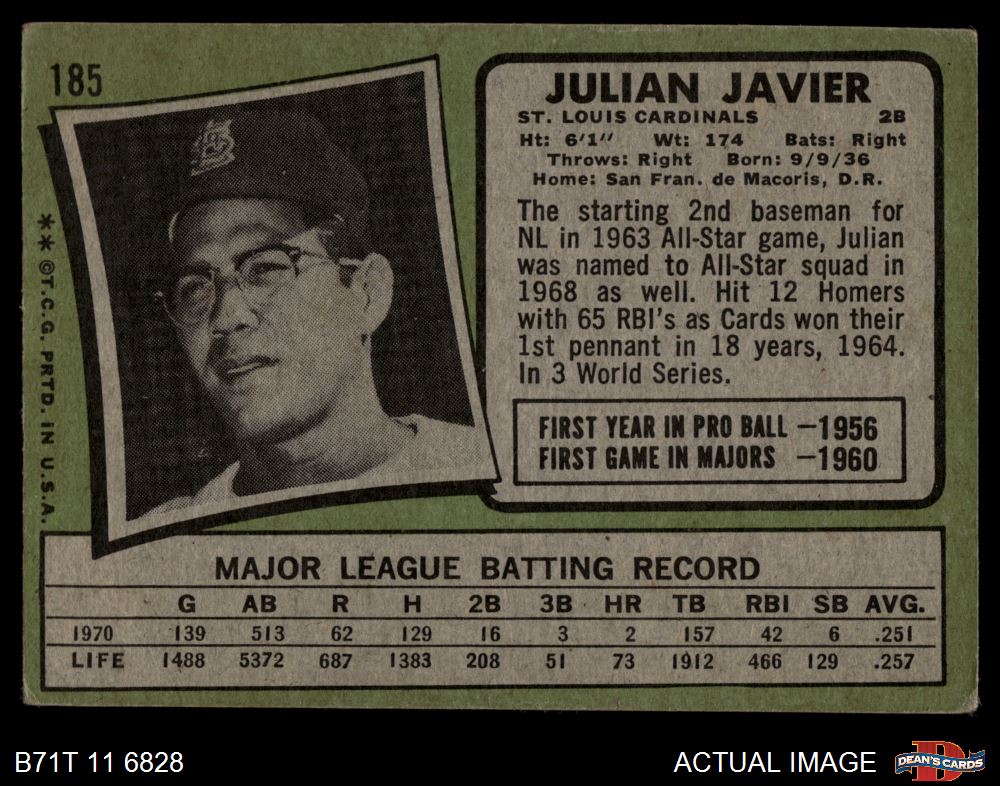 185
JULIAN JAVIER
ST. LOUIS CARDINALS 2B
Ht: 6'1" Wt: 174 Bats: Right
Throws: Right Born: 9/9/36
Home: San Fran. de Macoris, D.R.
The starting 2nd baseman for
NL in 1963 All-Star game, Julian
was named to All-Star squad in
1968 as well. Hit 12 Homers
with 65 RBI's as Cards won their
1st pennant in 18 years, 1964.
In 3 World Series.
FIRST YEAR IN PRO BALL —1956
FIRST GAME IN MAJORS —1960
** ©T.C.G. PRTD. IN U.S.A.
StL
MAJOR LEAGUE BATTING RECORD
G AB R H 2B 3B HR TB RBI SB AVG.
1970 139 513 62 129 16 3 2 157 42 6 .251
LIFE 1488 5372 687 1383 208 51 73 1912 466 129 .257
B71T 11 6828
ACTUAL IMAGE
D
DEAN'S CARDS